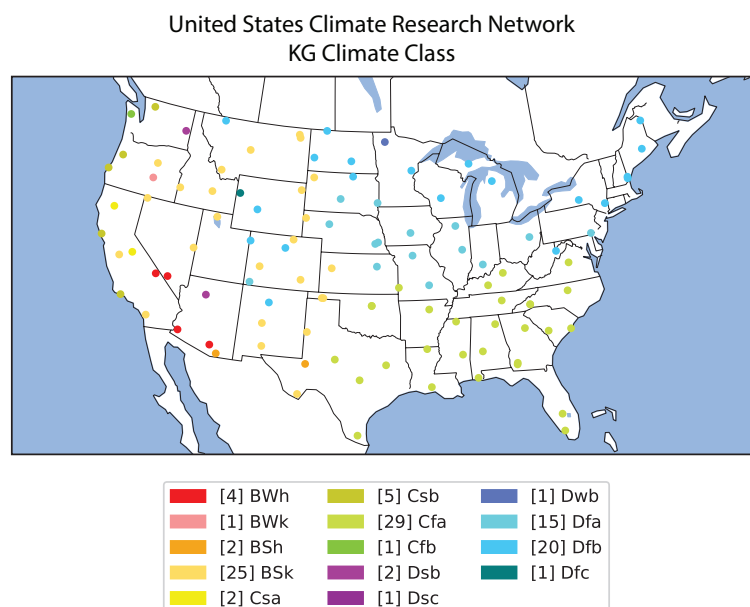 United States Climate Research Network
KG Climate Class
[4] BWh
[1] BWk
[2] BSh
[25] BSk
[2] Csa
[5] Csb
[29] Cfa
[1] Cfb
[2] Dsb
[1] Dsc
[1] Dwb
[15] Dfa
[20] Dfb
[1] Dfc